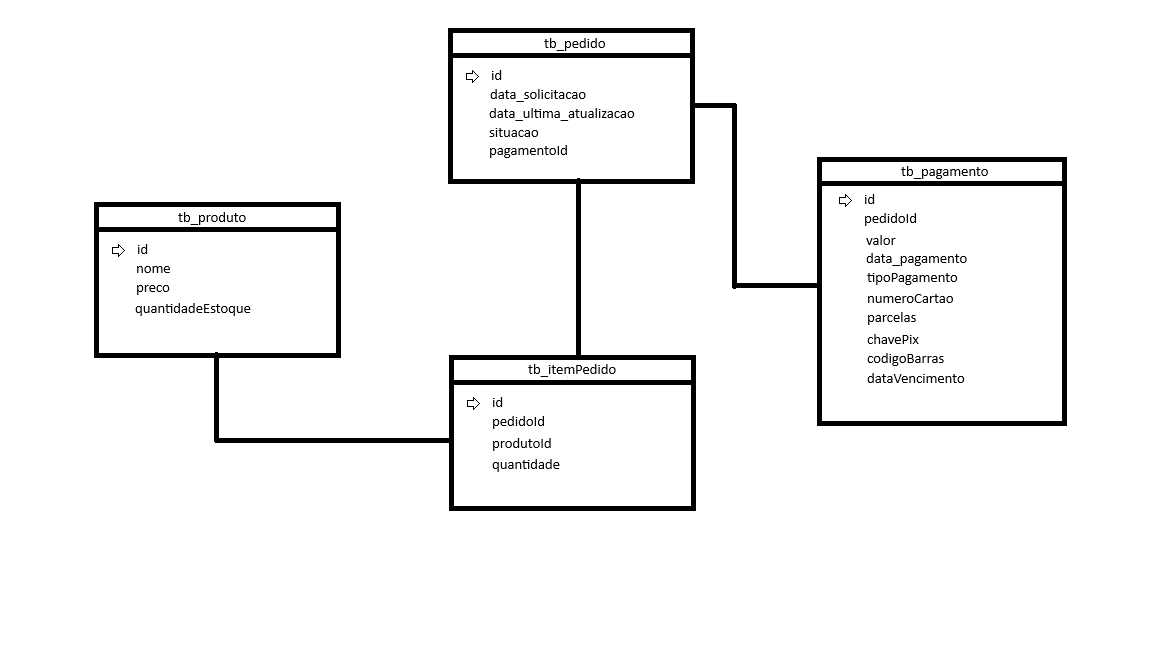 tb_pedido
id
data_solicitacao
data_ultima_atualizacao
situacao
pagamentoId
tb_pagamento
id
pedidoId
valor
data_pagamento
tipoPagamento
numeroCartao
parcelas
chavePix
codigoBarras
dataVencimento
tb_produto
id
nome
preco
quantidadeEstoque
tb_itemPedido
id
pedidoId
produtoId
quantidade